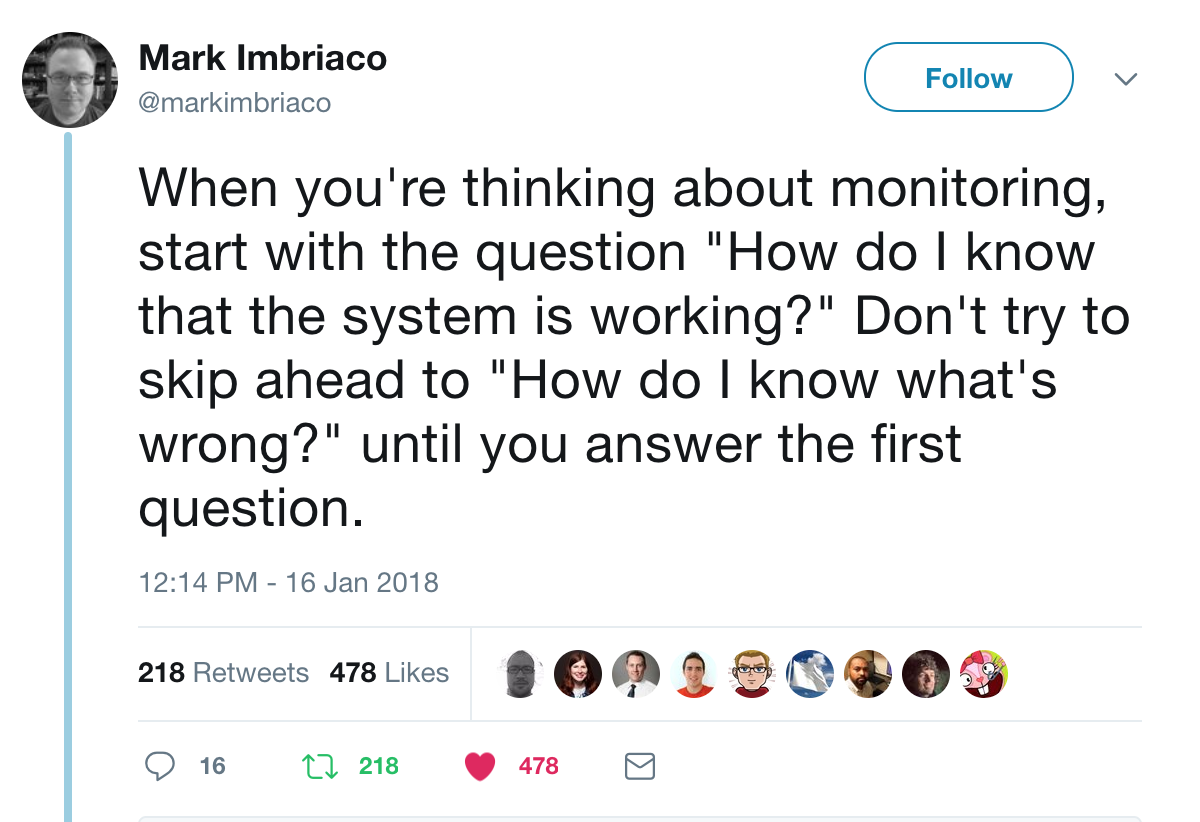 Mark Imbriaco
@markimbriaco
Follow
When you're thinking about monitoring,
start with the question "How do I know
that the system is working?" Don't try to
skip ahead to "How do I know what's
wrong?" until you answer the first
question.
12:14 PM - 16 Jan 2018
218 Retweets 478 Likes
16 218 478